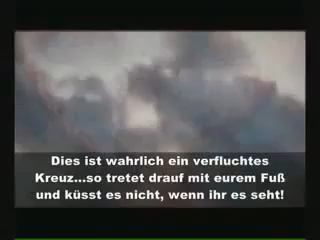 Dies ist wahrlich ein verfluchtes
Kreuz...so tretet drauf mit eurem Fuß
und küsst es nicht, wenn ihr es seht!